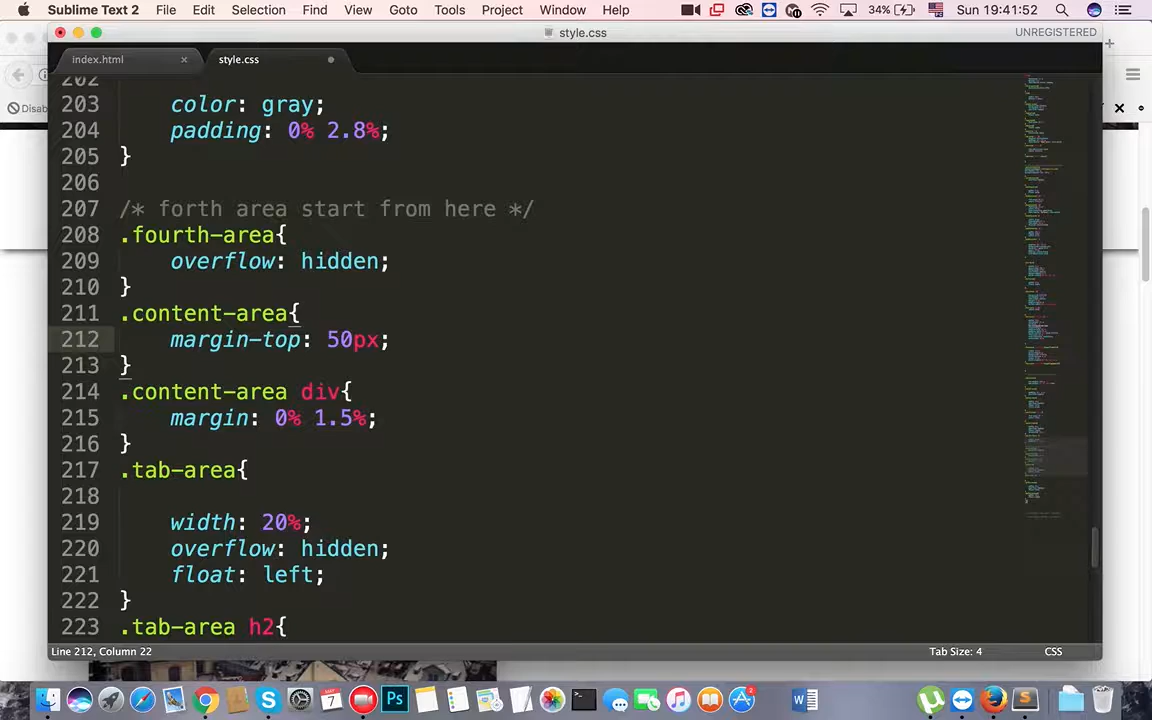 Sublime Text 2 File Edit Selection Find View Goto Tools Project Window Help 34% Sun 19:41:52
style.css UNREGISTERED
index.html × style.css
Disab
202
203 color: gray;
204 padding: 0% 2.8%;
205 }
206
207 /* forth area start from here */
208 .fourth-area{
209 overflow: hidden;
210 }
211 .content-area{
212 margin-top: 50px;
213 }
214 .content-area div{
215 margin: 0% 1.5%;
216 }
217 .tab-area{
218
219 width: 20%;
220 overflow: hidden;
221 float: left;
222 }
223 .tab-area h2{
Line 212, Column 22 Tab Size: 4 CSS
Ps